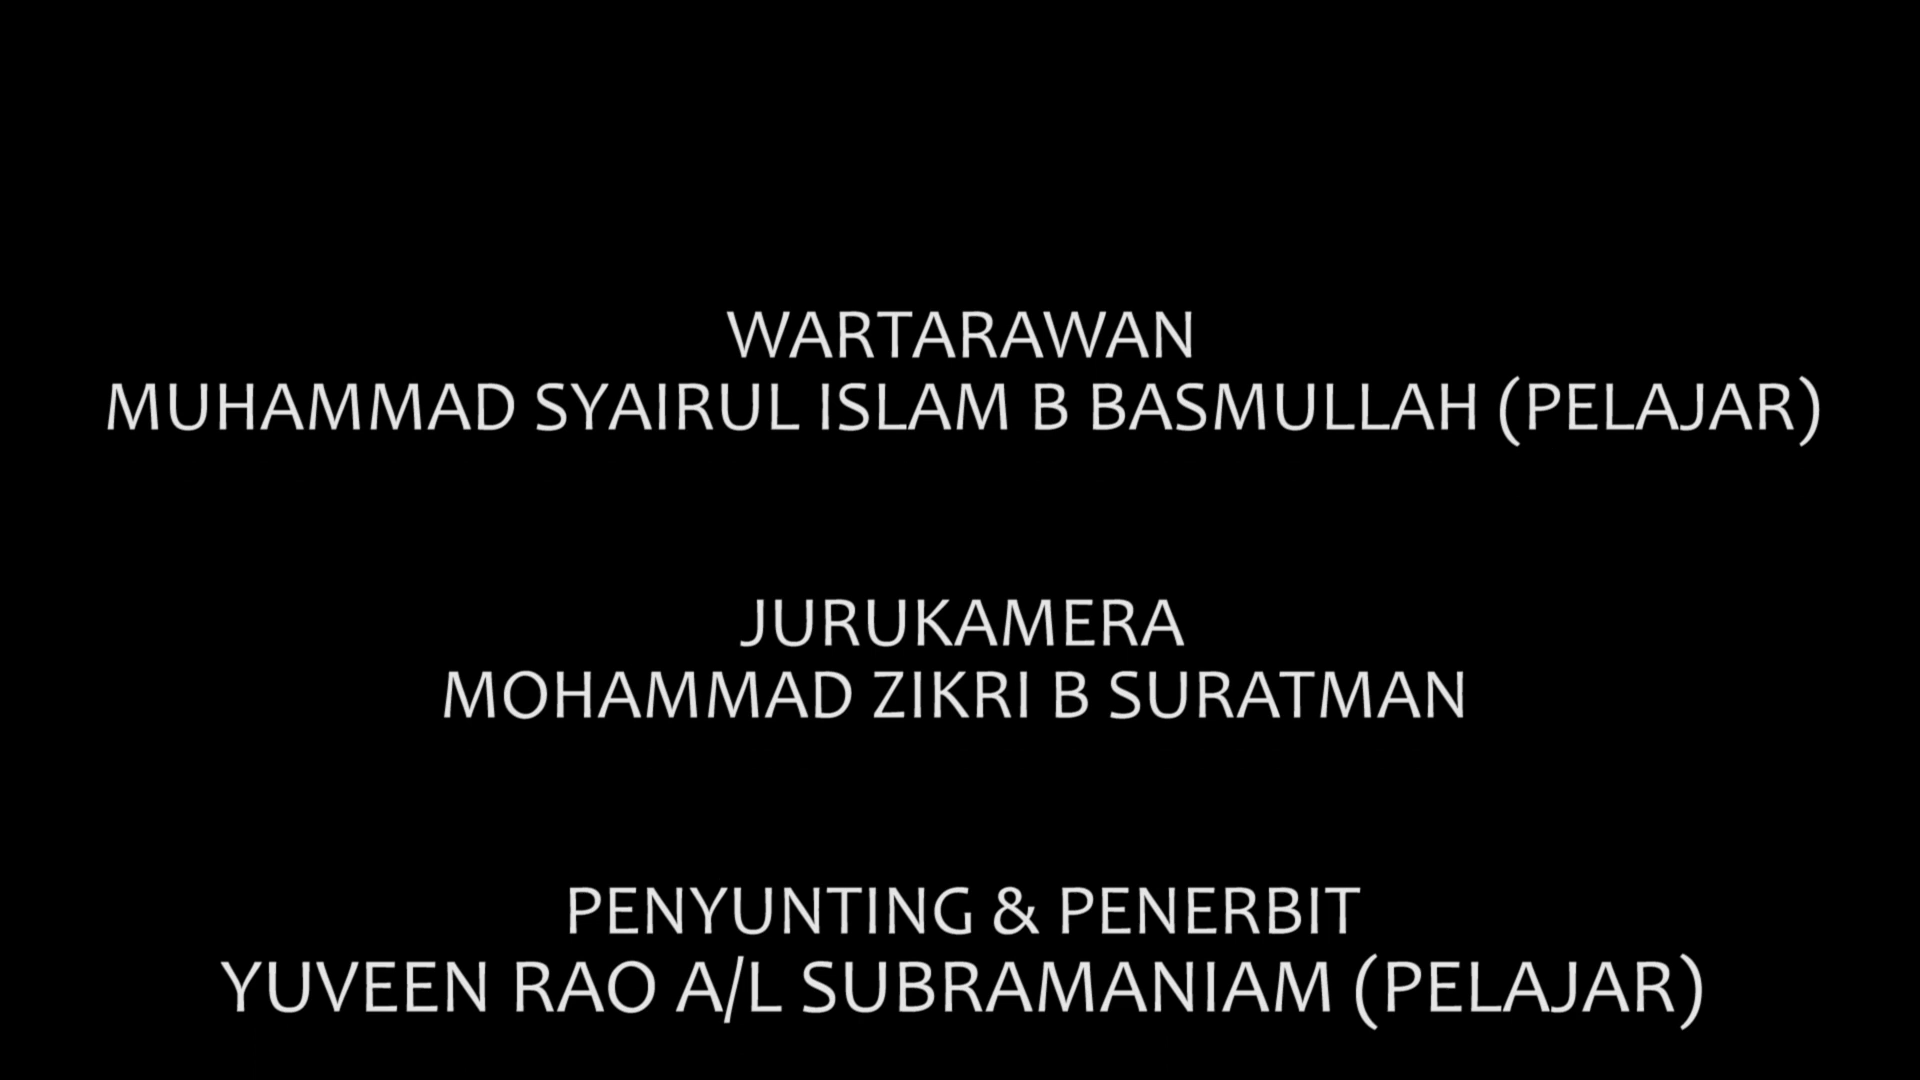 WARTARAWAN
MUHAMMAD SYAIRUL ISLAM B BASMULLAH (PELAJAR)
JURUKAMERA
MOHAMMAD ZIKRI B SURATMAN
PENYUNTING & PENERBIT
YUVEEN RAO A/L SUBRAMANIAM (PELAJAR)